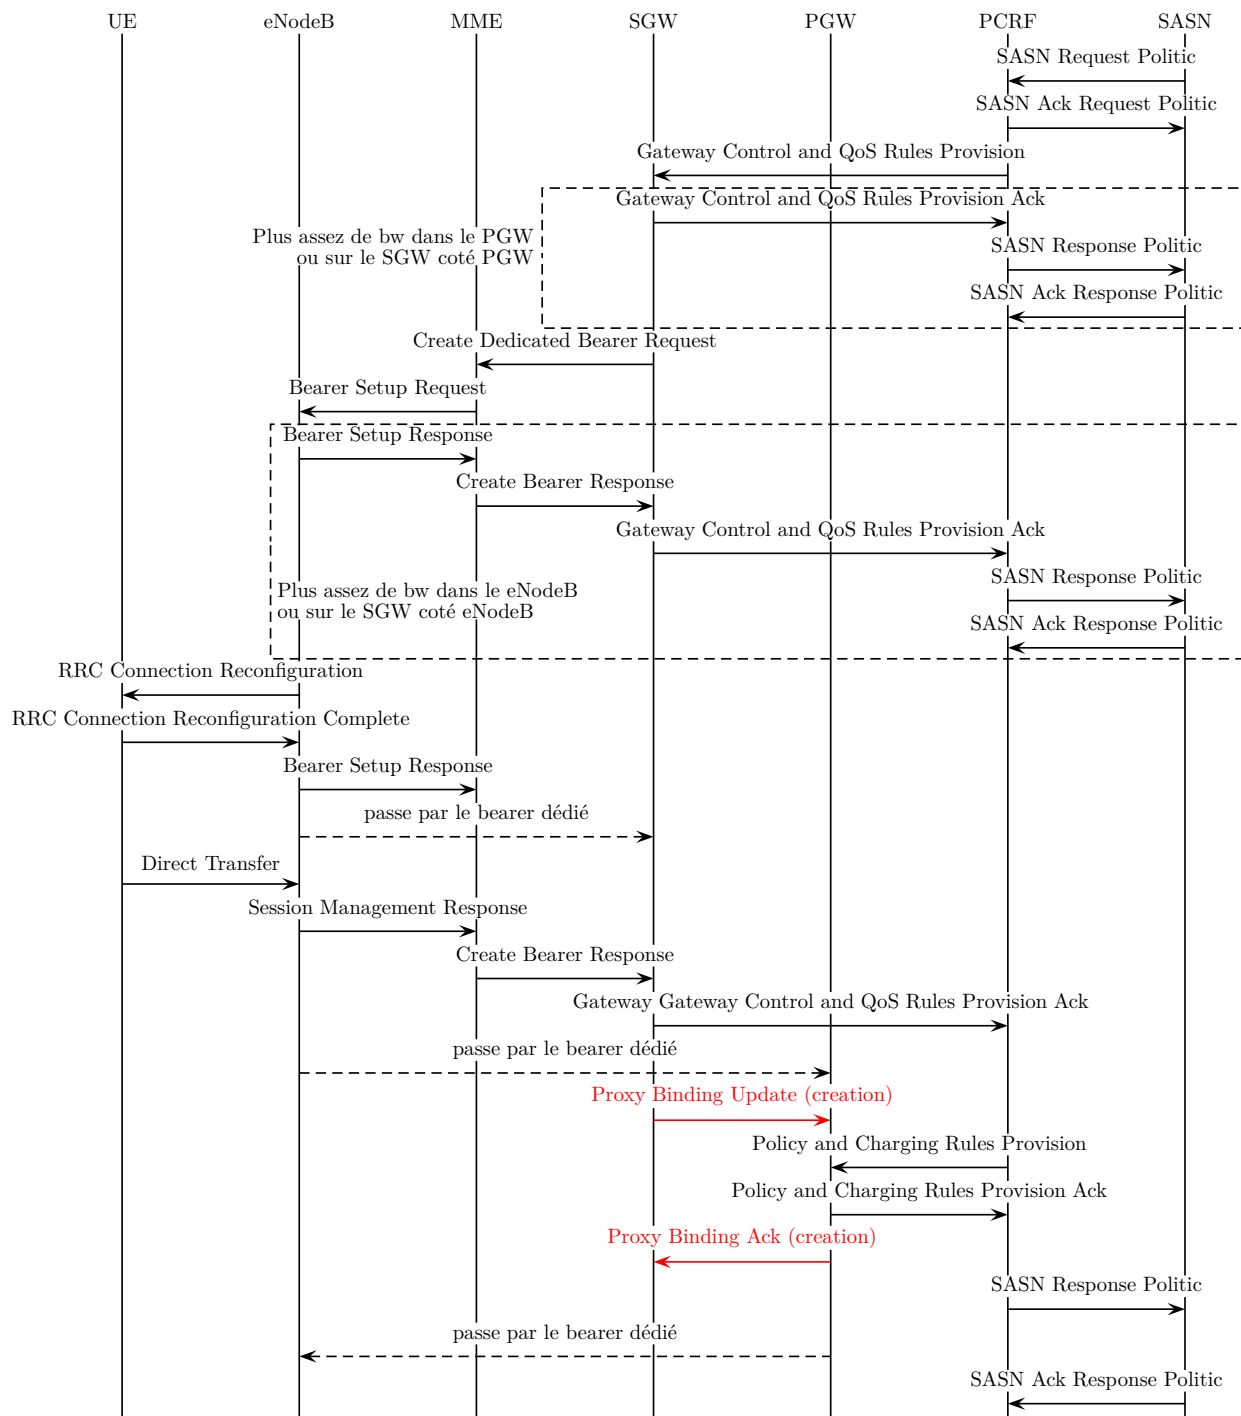 UE eNodeB MME SGW PGW PCRF SASN
SASN Request Politic
SASN Ack Request Politic
Gateway Control and QoS Rules Provision
Gateway Control and QoS Rules Provision Ack
Plus assez de bw dans le PGW
ou sur le SGW coté PGW
SASN Response Politic
SASN Ack Response Politic
Create Dedicated Bearer Request
Bearer Setup Request
Bearer Setup Response
Create Bearer Response
Gateway Control and QoS Rules Provision Ack
SASN Response Politic
Plus assez de bw dans le eNodeB
ou sur le SGW coté eNodeB
SASN Ack Response Politic
RRC Connection Reconfiguration
RRC Connection Reconfiguration Complete
Bearer Setup Response
passe par le bearer dédié
Direct Transfer
Session Management Response
Create Bearer Response
Gateway Gateway Control and QoS Rules Provision Ack
passe par le bearer dédié
Proxy Binding Update (creation)
Policy and Charging Rules Provision
Policy and Charging Rules Provision Ack
Proxy Binding Ack (creation)
SASN Response Politic
passe par le bearer dédié
SASN Ack Response Politic